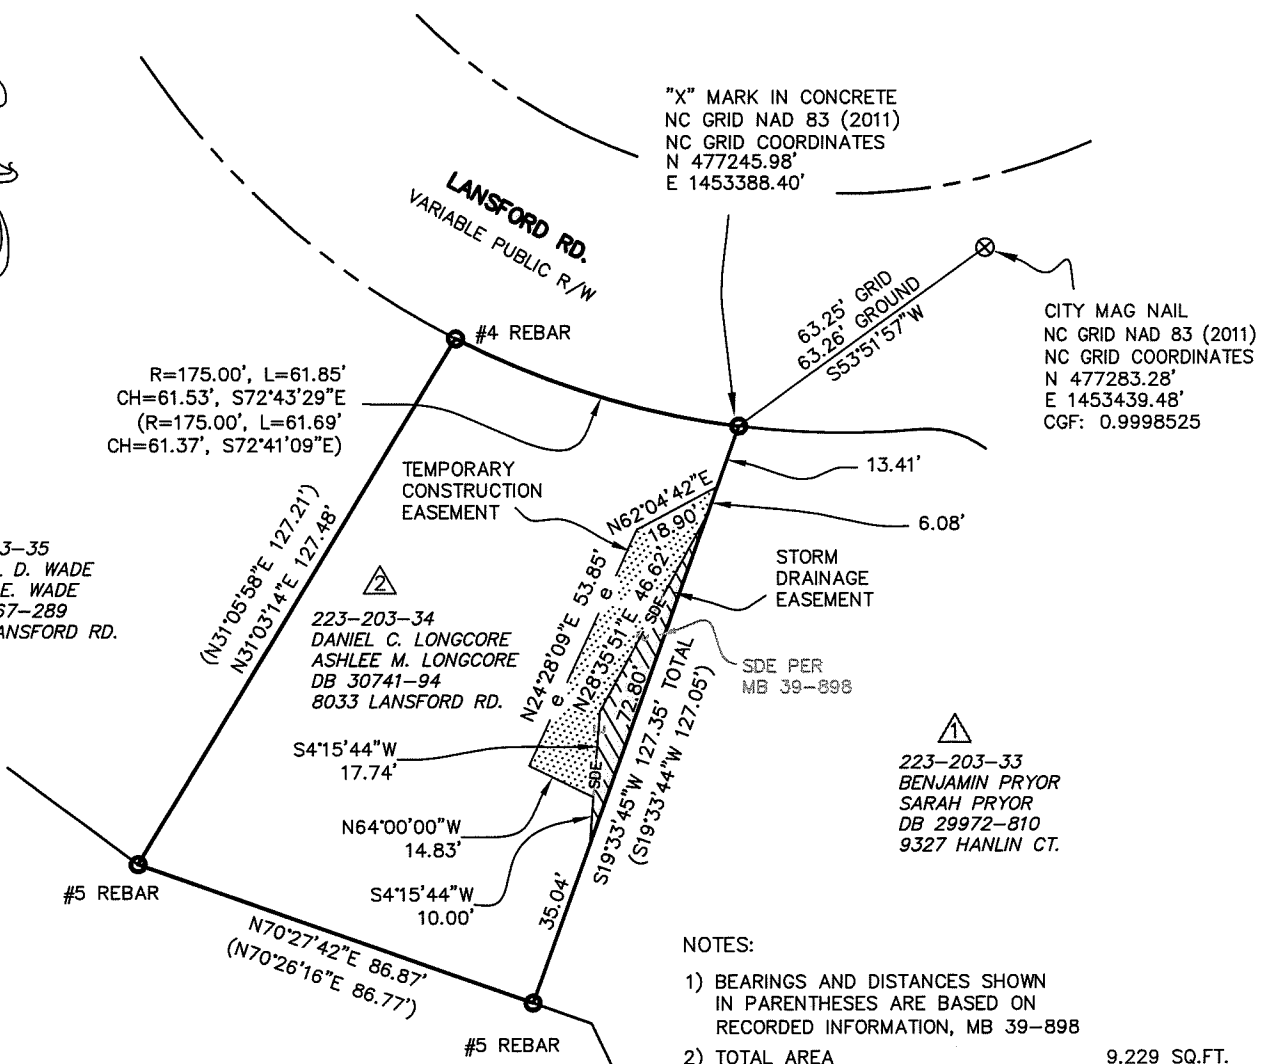 "X" MARK IN CONCRETE
NC GRID NAD 83 (2011)
NC GRID COORDINATES
N 477245.98'
E 1453388.40'
LANSFORD RD.
VARIABLE PUBLIC R/W
63.25' GRID
63.26' GROUND
S53°51'57"W
CITY MAG NAIL
NC GRID NAD 83 (2011)
NC GRID COORDINATES
N 477283.28'
E 1453439.48'
CGF: 0.9998525
#4 REBAR
R=175.00', L=61.85'
CH=61.53', S72°43'29"E
(R=175.00', L=61.69'
CH=61.37', S72°41'09"E)
TEMPORARY
CONSTRUCTION
EASEMENT
13.41'
6.08'
N62°04'42"E
18.90'
STORM
DRAINAGE
EASEMENT
(N31°05'58"E 127.21')
N31°03'14"E 127.48'
3-35
D. WADE
E. WADE
67-289
ANSFORD RD.
2
223-203-34
DANIEL C. LONGCORE
ASHLEE M. LONGCORE
DB 30741-94
8033 LANSFORD RD.
N24°28'09"E 53.85'
e
e
N28°35'51"E 46.62'
SDE
72.80'
SDE
SDE PER
MB 39-898
S19°33'45"W 127.35' TOTAL
(S19°33'44"W 127.05')
1
223-203-33
BENJAMIN PRYOR
SARAH PRYOR
DB 29972-810
9327 HANLIN CT.
S4°15'44"W
17.74'
N64°00'00"W
14.83'
S4°15'44"W
10.00'
35.04'
#5 REBAR
N70°27'42"E 86.87'
(N70°26'16"E 86.77')
#5 REBAR
NOTES:
1) BEARINGS AND DISTANCES SHOWN
IN PARENTHESES ARE BASED ON
RECORDED INFORMATION, MB 39-898
2) TOTAL AREA 9,229 SQ.FT.